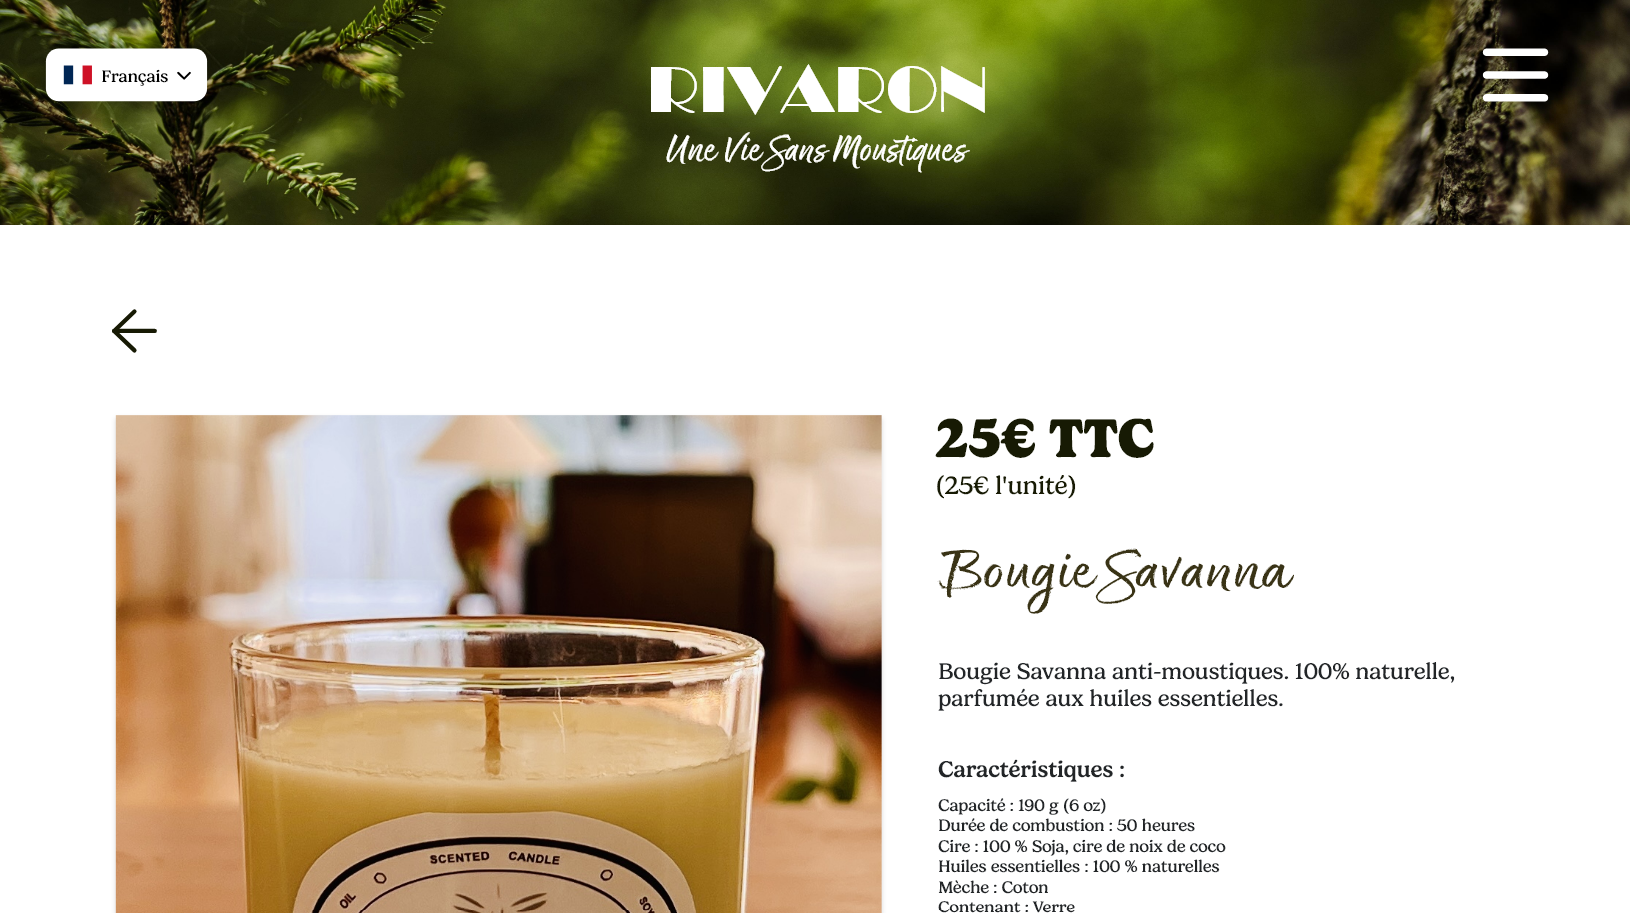 Français
RIVARON
Une Vie Sans Moustiques
25€ TTC
(25€ l'unité)
Bougie Savanna
Bougie Savanna anti-moustiques. 100% naturelle,
parfumée aux huiles essentielles.
Caractéristiques :
Capacité : 190 g (6 oz)
Durée de combustion : 50 heures
Cire : 100 % Soja, cire de noix de coco
Huiles essentielles : 100 % naturelles
Mèche : Coton
Contenant : Verre
SCENTED CANDLE
OIL